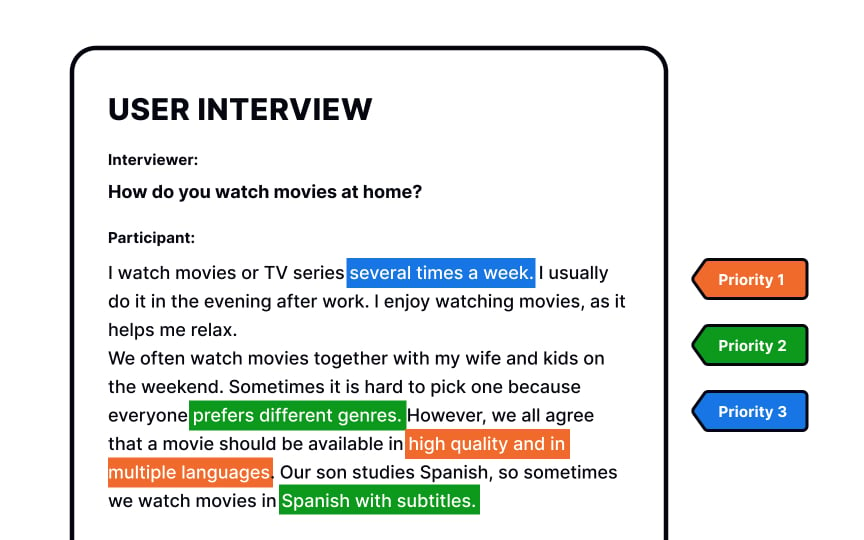 USER INTERVIEW
Interviewer:
How do you watch movies at home?
Participant:
I watch movies or TV series several times a week. I usually
do it in the evening after work. I enjoy watching movies, as it
helps me relax.
We often watch movies together with my wife and kids on
the weekend. Sometimes it is hard to pick one because
everyone prefers different genres. However, we all agree
that a movie should be available in high quality and in
multiple languages. Our son studies Spanish, so sometimes
we watch movies in Spanish with subtitles.
Priority 1
Priority 2
Priority 3